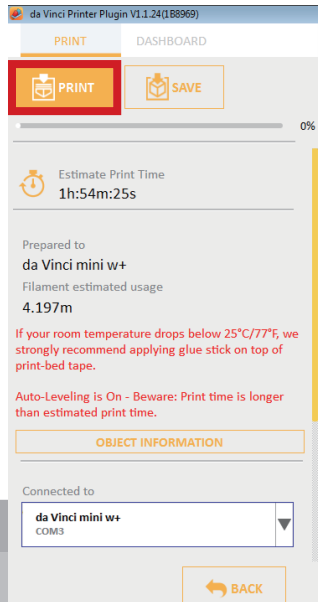 da Vinci Printer Plugin V1.1.24(1B8969)
PRINT DASHBOARD
PRINT SAVE
0%
Estimate Print Time
1h:54m:25s
Prepared to
da Vinci mini w+
Filament estimated usage
4.197m
If your room temperature drops below 25°C/77°F, we
strongly recommend applying glue stick on top of
print-bed tape.
Auto-Leveling is On - Beware: Print time is longer
than estimated print time.
OBJECT INFORMATION
Connected to
da Vinci mini w+
COM3
BACK